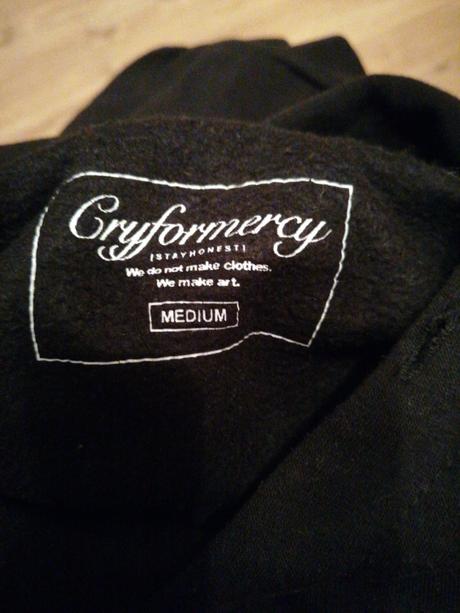 Cryformercy
[STAYHONEST]
We do not make clothes.
We make art.
MEDIUM